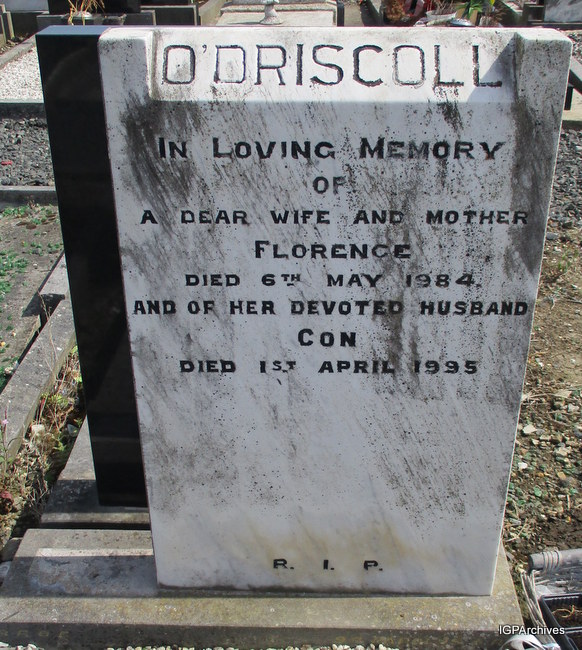 O'DRISCOLL
IN LOVING MEMORY
OF
A DEAR WIFE AND MOTHER
FLORENCE
DIED 6TH MAY 1984
AND OF HER DEVOTED HUSBAND
CON
DIED 1ST APRIL 1995
R. I. P.
IGPArchives